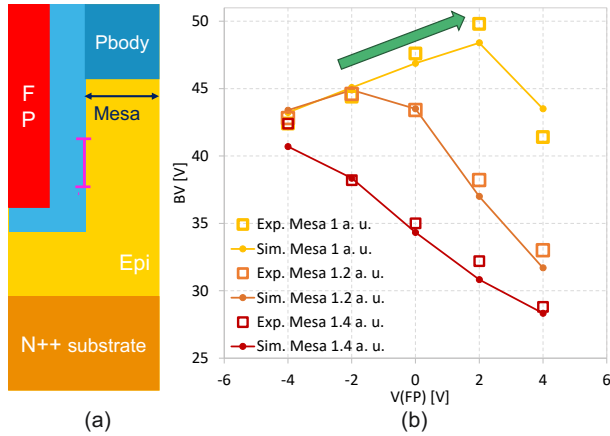 F
P
Pbody
Mesa
Epi
N++ substrate
(a)
BV [V]
50
45
40
35
30
25
Exp. Mesa 1 a. u.
Sim. Mesa 1 a. u.
Exp. Mesa 1.2 a. u.
Sim. Mesa 1.2 a. u.
Exp. Mesa 1.4 a. u.
Sim. Mesa 1.4 a. u.
-6 -4 -2 0 2 4 6
V(FP) [V]
(b)